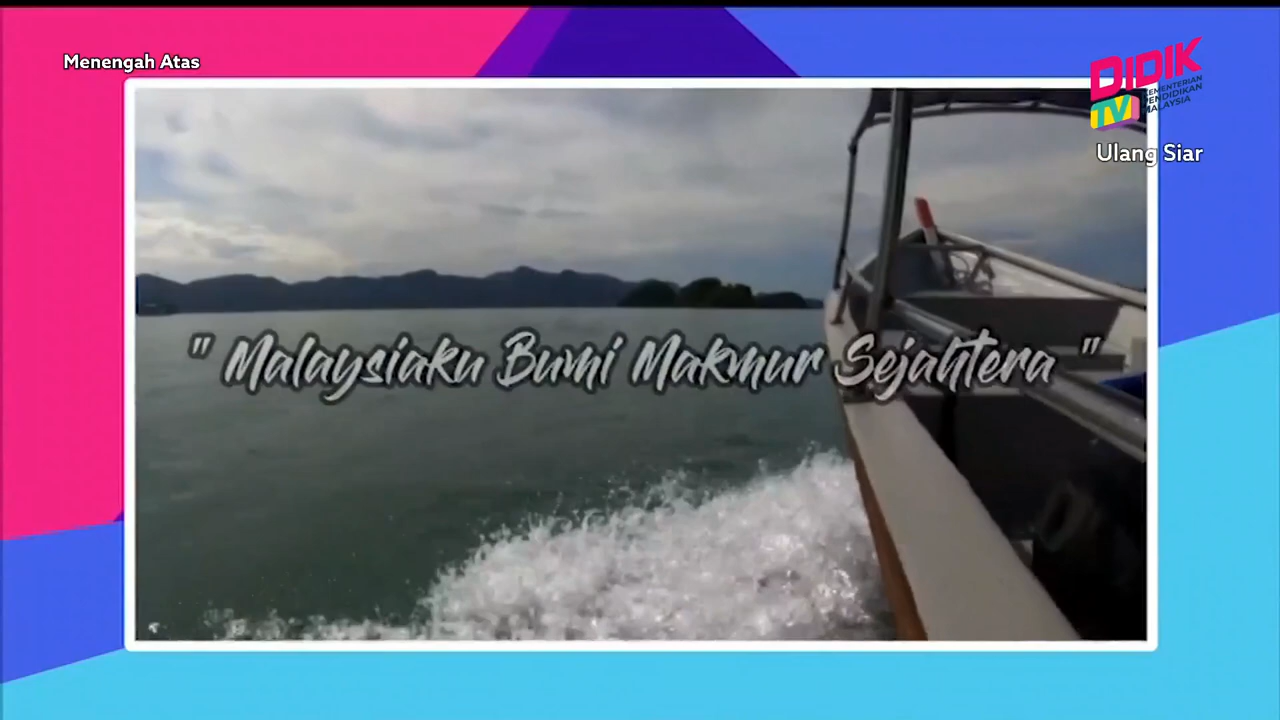 Menengah Atas
DIDIK
TV
KEMENTERIAN
PENDIDIKAN
MALAYSIA
Ulang Siar
" Malaysiaku Bumi Makmur Sejahtera "